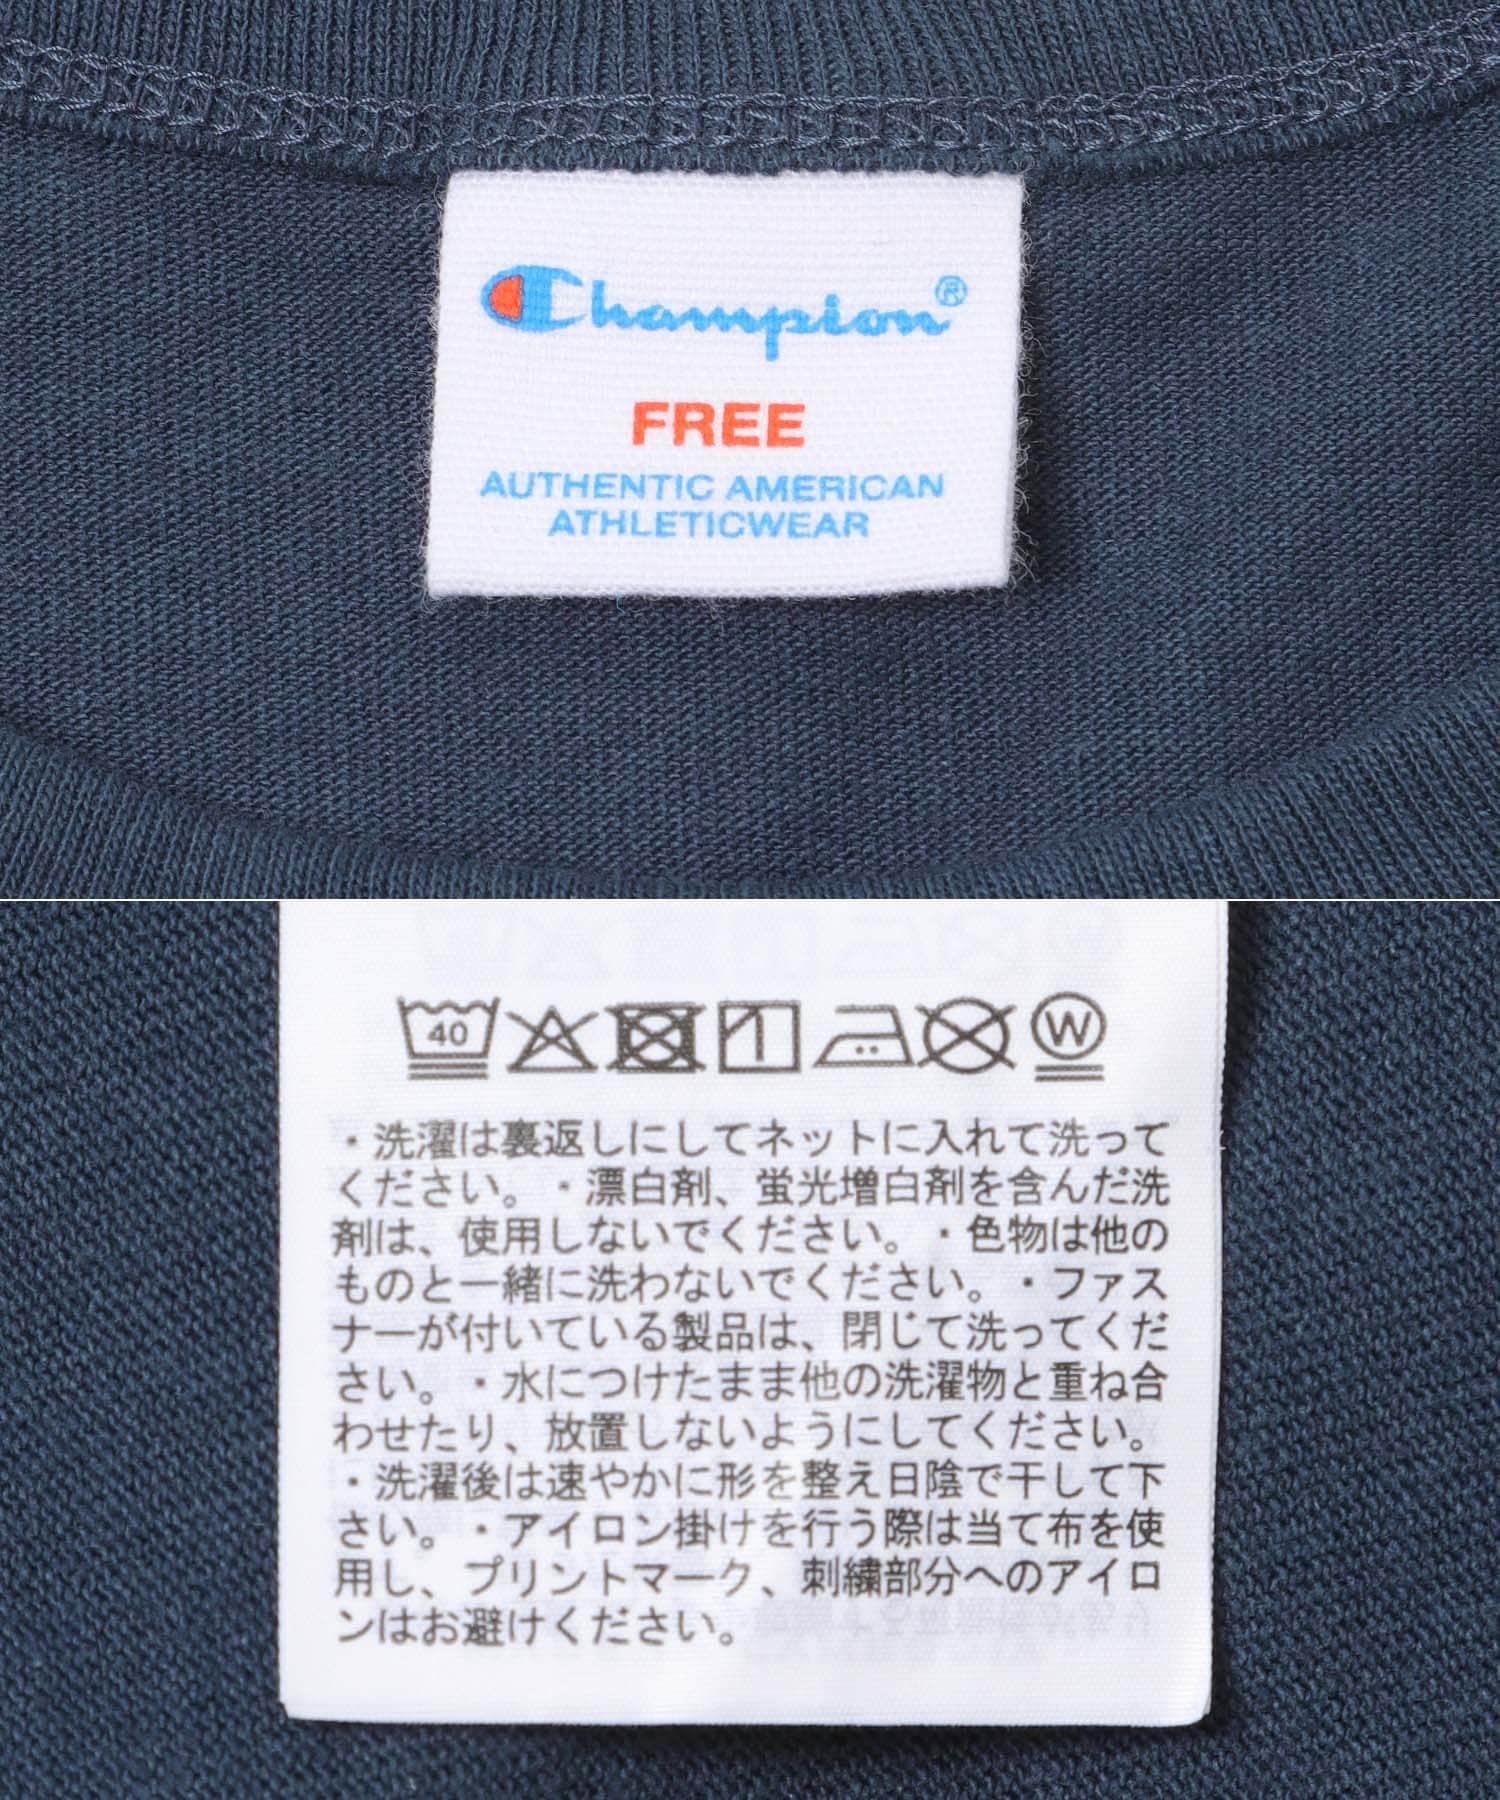 Champion®
FREE
AUTHENTIC AMERICAN
ATHLETICWEAR
40 W
・洗濯は裏返しにしてネットに入れて洗って
ください。・漂白剤、蛍光増白剤を含んだ洗
剤は、使用しないでください。・色物は他の
ものと一緒に洗わないでください。・ファス
ナーが付いている製品は、閉じて洗ってくだ
さい。・水につけたまま他の洗濯物と重ね合
わせたり、放置しないようにしてください。
・洗濯後は速やかに形を整え日陰で干して下
さい。・アイロン掛けを行う際は当て布を使
用し、プリントマーク、刺繍部分へのアイロ
ンはお避けください。